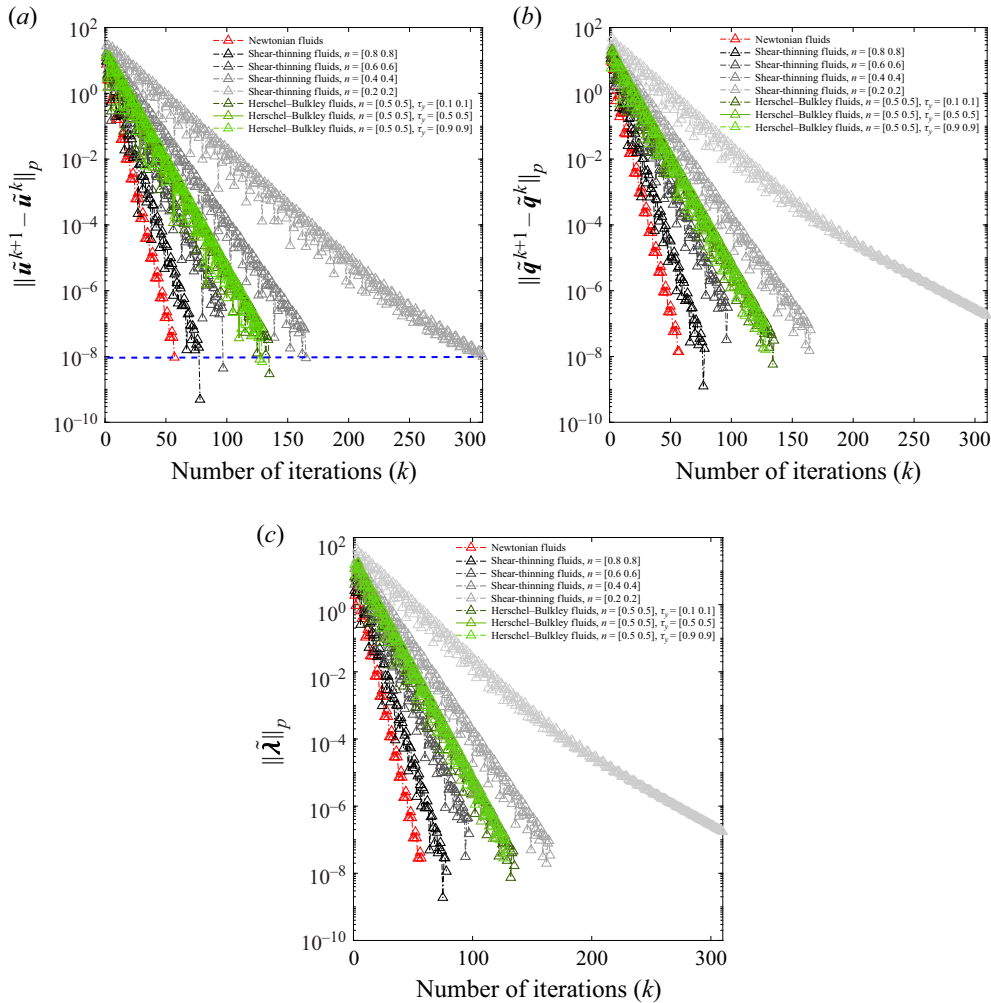 (a)
10^2
10^0
10^−2
10^−4
10^−6
10^−8
10^−10
‖ũ^{k+1} − ũ^k‖_p
Newtonian fluids
Shear-thinning fluids, n = [0.8 0.8]
Shear-thinning fluids, n = [0.6 0.6]
Shear-thinning fluids, n = [0.4 0.4]
Shear-thinning fluids, n = [0.2 0.2]
Herschel–Bulkley fluids, n = [0.5 0.5], τ_y = [0.1 0.1]
Herschel–Bulkley fluids, n = [0.5 0.5], τ_y = [0.5 0.5]
Herschel–Bulkley fluids, n = [0.5 0.5], τ_y = [0.9 0.9]
0 50 100 150 200 250 300
Number of iterations (k)
(b)
10^2
10^0
10^−2
10^−4
10^−6
10^−8
10^−10
‖q̃^{k+1} − q̃^k‖_p
Newtonian fluids
Shear-thinning fluids, n = [0.8 0.8]
Shear-thinning fluids, n = [0.6 0.6]
Shear-thinning fluids, n = [0.4 0.4]
Shear-thinning fluids, n = [0.2 0.2]
Herschel–Bulkley fluids, n = [0.5 0.5], τ_y = [0.1 0.1]
Herschel–Bulkley fluids, n = [0.5 0.5], τ_y = [0.5 0.5]
Herschel–Bulkley fluids, n = [0.5 0.5], τ_y = [0.9 0.9]
0 50 100 150 200 250 300
Number of iterations (k)
(c)
10^2
10^0
10^−2
10^−4
10^−6
10^−8
10^−10
‖λ̃‖_p
Newtonian fluids
Shear-thinning fluids, n = [0.8 0.8]
Shear-thinning fluids, n = [0.6 0.6]
Shear-thinning fluids, n = [0.4 0.4]
Shear-thinning fluids, n = [0.2 0.2]
Herschel–Bulkley fluids, n = [0.5 0.5], τ_y = [0.1 0.1]
Herschel–Bulkley fluids, n = [0.5 0.5], τ_y = [0.5 0.5]
Herschel–Bulkley fluids, n = [0.5 0.5], τ_y = [0.9 0.9]
0 100 200 300
Number of iterations (k)